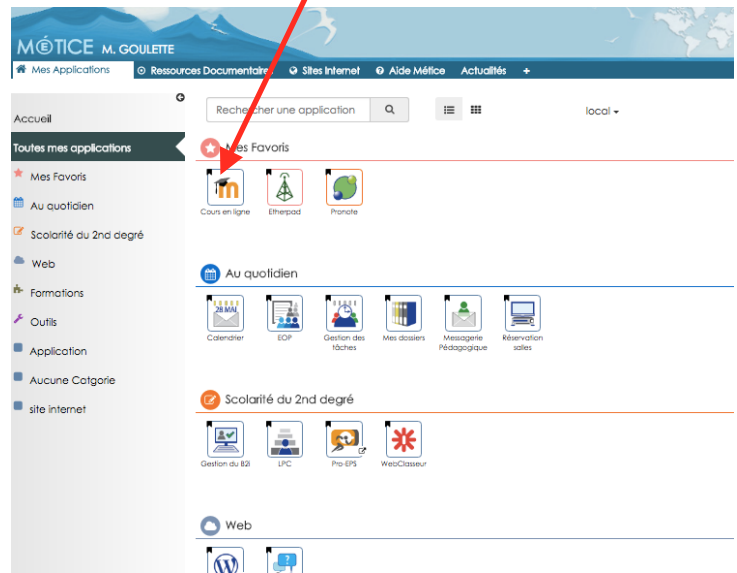 MÉTICE M. GOULETTE
Mes Applications Ressources Documentaires Sites Internet Aide Métice Actualités +
Rechercher une application local
Accueil
Toutes mes applications
Mes Favoris
Au quotidien
Scolarité du 2nd degré
Web
Formations
Outils
Application
Aucune Catgorie
site internet
Mes Favoris
Cours en ligne Etherpad Pronote
Au quotidien
28 MAI
Calendrier EOP Gestion des tâches Mes dossiers Messagerie Pédagogique Réservation salles
Scolarité du 2nd degré
Gestion du B2I LPC Pro-EPS WebClasseur
Web